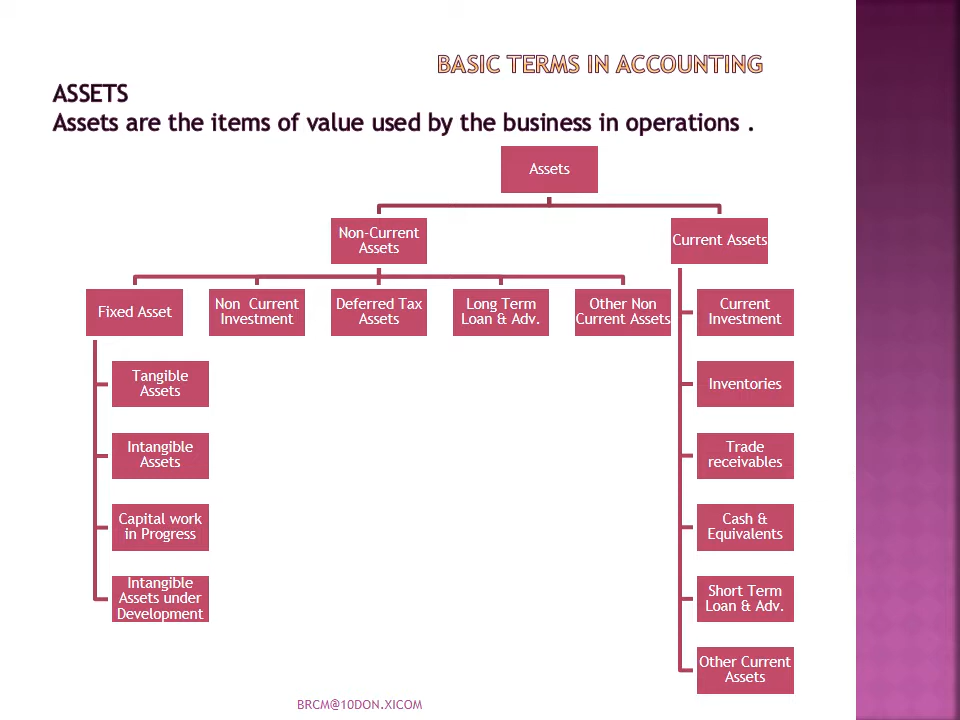 BASIC TERMS IN ACCOUNTING
ASSETS
Assets are the items of value used by the business in operations .
Assets
Non-Current
Assets
Current Assets
Fixed Asset
Non Current
Investment
Deferred Tax
Assets
Long Term
Loan & Adv.
Other Non
Current Assets
Current
Investment
Tangible
Assets
Inventories
Intangible
Assets
Trade
receivables
Capital work
in Progress
Cash &
Equivalents
Intangible
Assets under
Development
Short Term
Loan & Adv.
Other Current
Assets
BRCM@10DON.XICOM